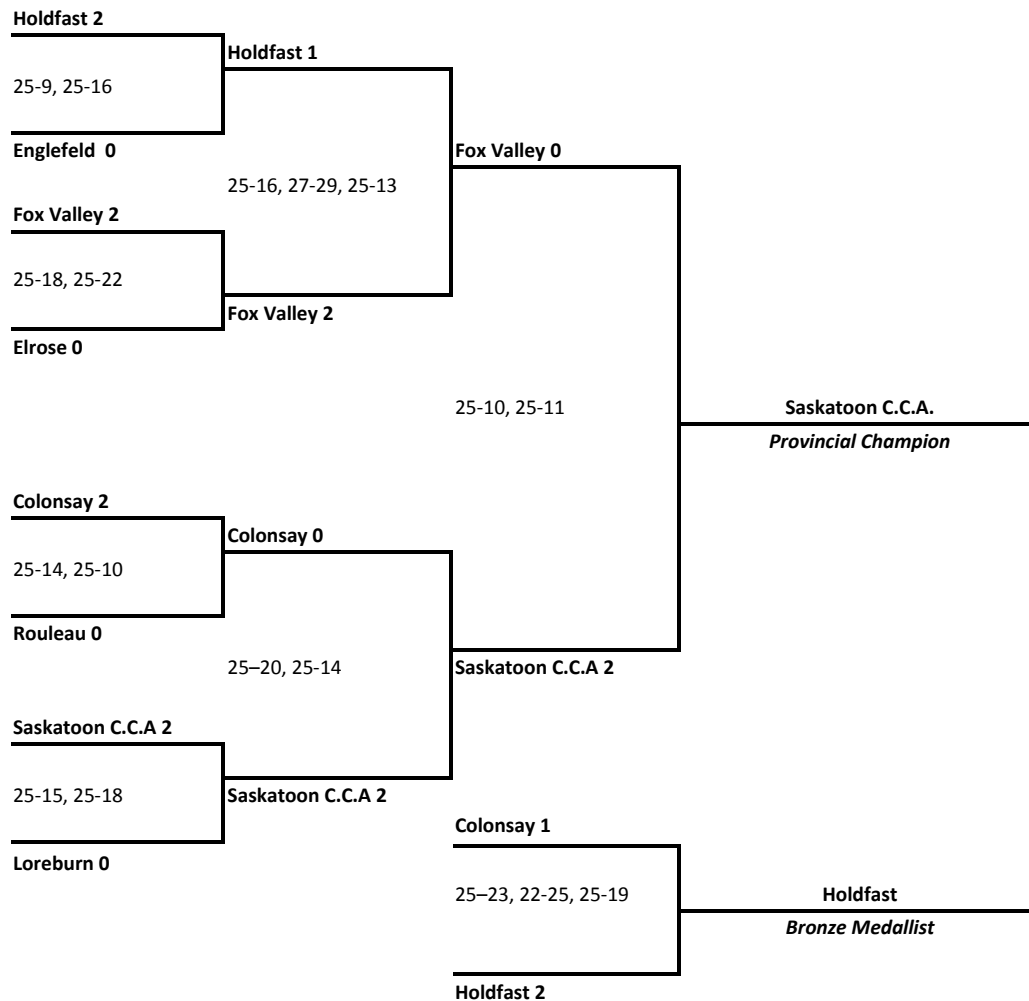 Holdfast 2
25-9, 25-16
Englefeld  0
Holdfast 1
25-16, 27-29, 25-13
Fox Valley 2
25-18, 25-22
Elrose 0
Fox Valley 2
Fox Valley 0
25-10, 25-11
Saskatoon C.C.A.
Provincial Champion
Colonsay 2
25-14, 25-10
Rouleau 0
Colonsay 0
25–20, 25-14
Saskatoon C.C.A 2
25-15, 25-18
Loreburn 0
Saskatoon C.C.A 2
Saskatoon C.C.A 2
Colonsay 1
25–23, 22-25, 25-19
Holdfast 2
Holdfast
Bronze Medallist